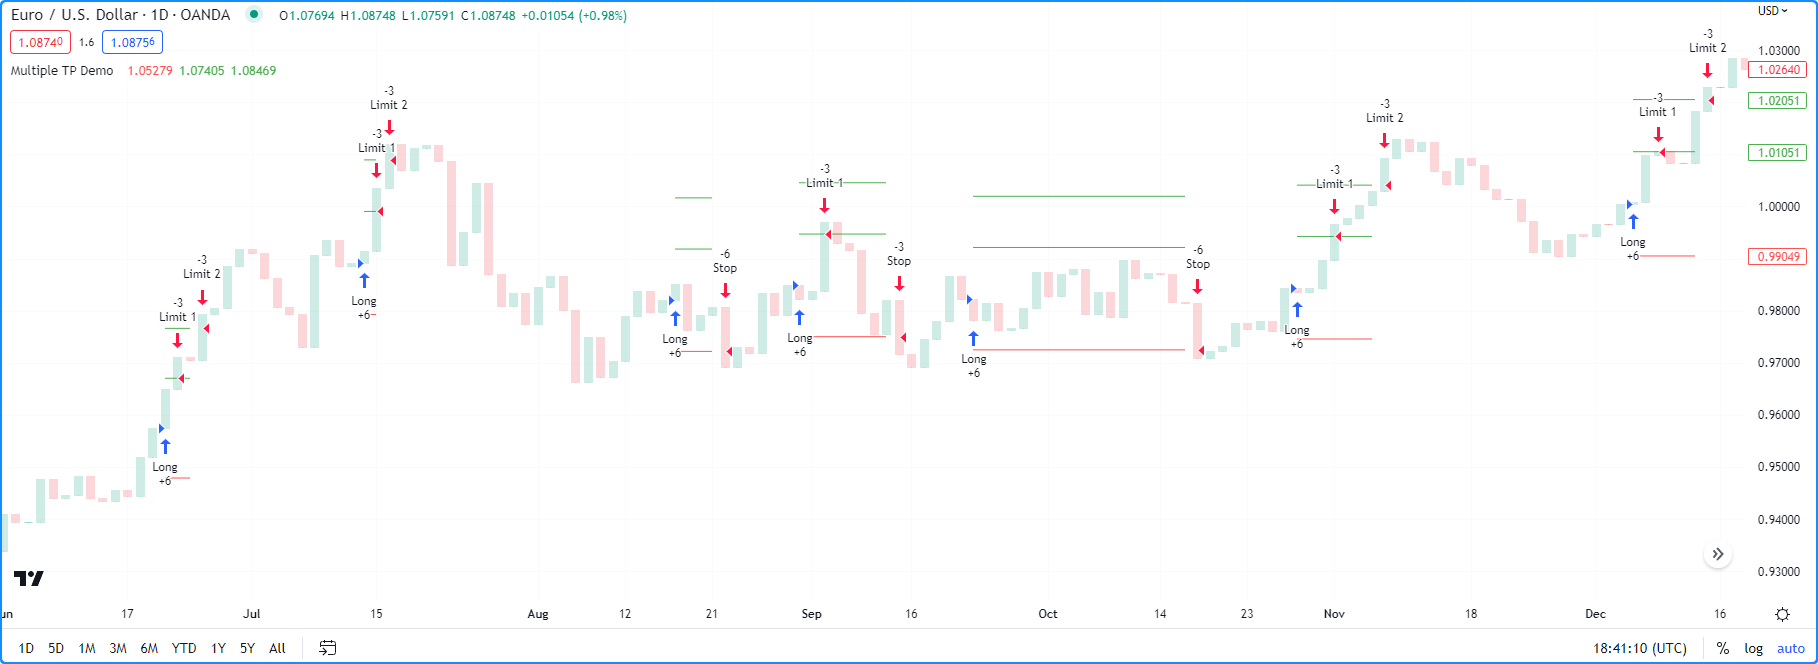 Euro / U.S. Dollar · 1D · OANDA O1.07694 H1.08748 L1.07591 C1.08748 +0.01054 (+0.98%)
1.08740 1.6 1.08756
Multiple TP Demo 1.05279 1.07405 1.08469
USD
1.03000
1.02640
1.02051
1.01051
1.00000
0.99049
0.98000
0.97000
0.96000
0.95000
0.94000
0.93000
Long
+6
-3
Limit 1
-3
Limit 2
Long
+6
-3
Limit 1
-3
Limit 2
Long
+6
-6
Stop
Long
+6
-3
Limit 1
-3
Stop
Long
+6
-6
Stop
Long
+6
-3
Limit 1
-3
Limit 2
Long
+6
-3
Limit 1
-3
Limit 2
un 17 Jul 15 Aug 12 21 Sep 16 Oct 14 23 Nov 18 Dec 16
1D 5D 1M 3M 6M YTD 1Y 5Y All 18:41:10 (UTC) % log auto